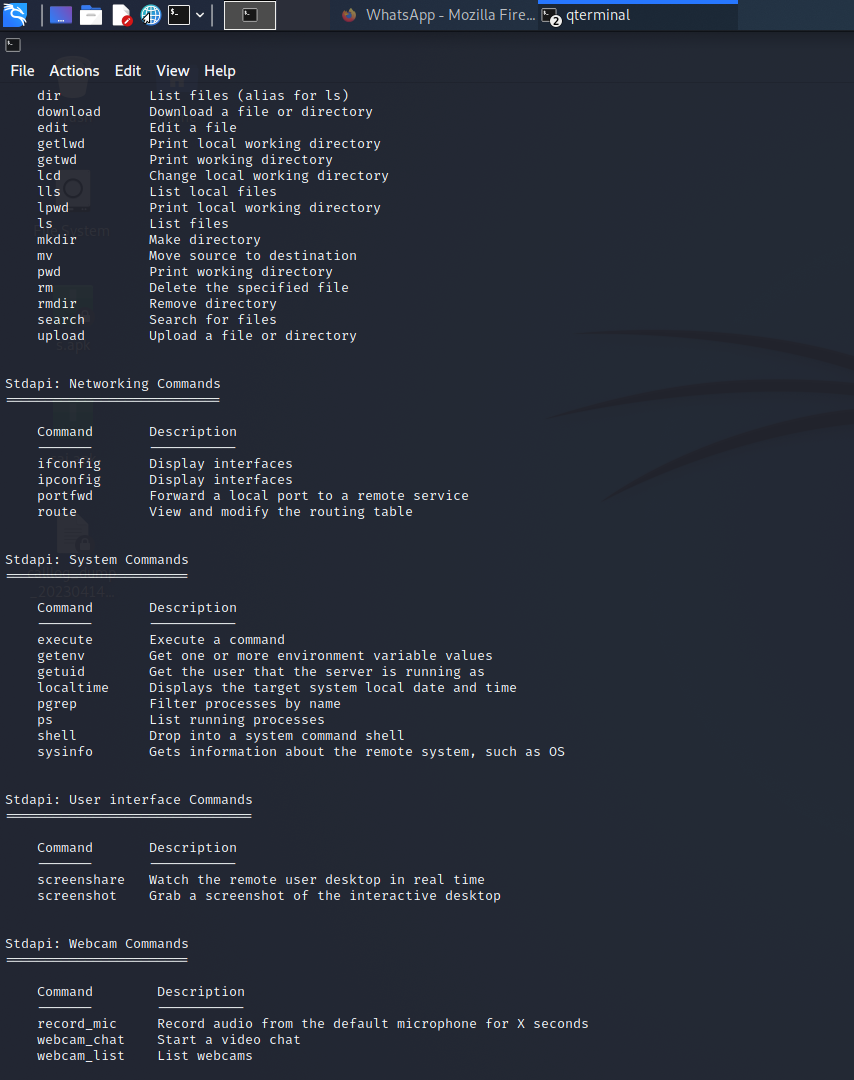 WhatsApp - Mozilla Fire...
2 qterminal
File Actions Edit View Help
dir List files (alias for ls)
download Download a file or directory
edit Edit a file
getlwd Print local working directory
getwd Print working directory
lcd Change local working directory
lls List local files
lpwd Print local working directory
ls List files
mkdir Make directory
mv Move source to destination
pwd Print working directory
rm Delete the specified file
rmdir Remove directory
search Search for files
upload Upload a file or directory
Stdapi: Networking Commands
===========================
Command Description
------- -----------
ifconfig Display interfaces
ipconfig Display interfaces
portfwd Forward a local port to a remote service
route View and modify the routing table
Stdapi: System Commands
=======================
Command Description
------- -----------
execute Execute a command
getenv Get one or more environment variable values
getuid Get the user that the server is running as
localtime Displays the target system local date and time
pgrep Filter processes by name
ps List running processes
shell Drop into a system command shell
sysinfo Gets information about the remote system, such as OS
Stdapi: User interface Commands
===============================
Command Description
------- -----------
screenshare Watch the remote user desktop in real time
screenshot Grab a screenshot of the interactive desktop
Stdapi: Webcam Commands
=======================
Command Description
------- -----------
record_mic Record audio from the default microphone for X seconds
webcam_chat Start a video chat
webcam_list List webcams